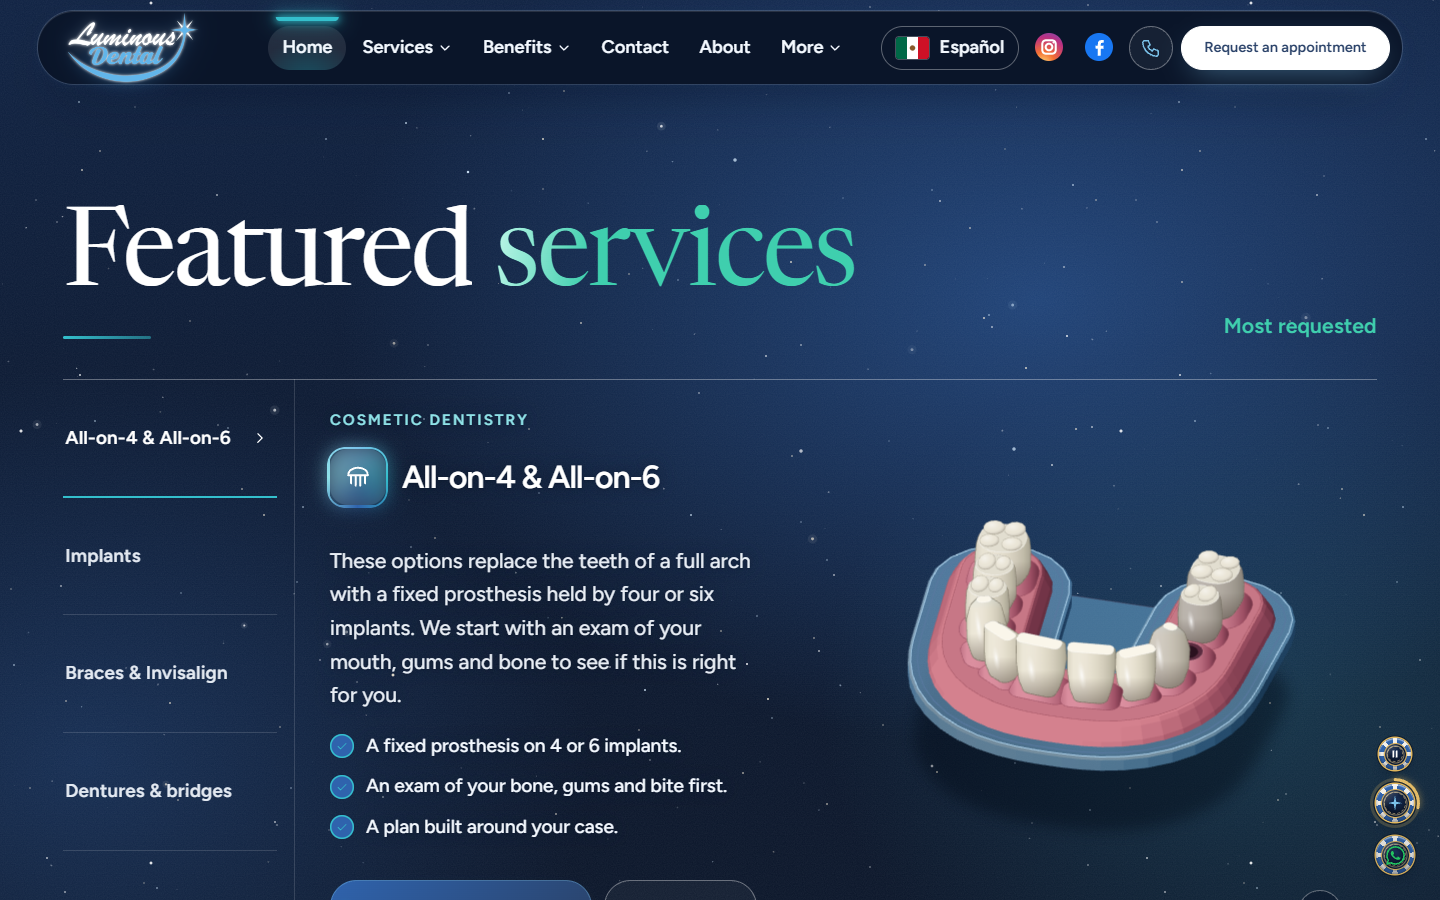 Luminous
Dental
Home
Services
Benefits
Contact
About
More
Español
Request an appointment
Featured services
Most requested
All-on-4 & All-on-6
Implants
Braces & Invisalign
Dentures & bridges
COSMETIC DENTISTRY
All-on-4 & All-on-6
These options replace the teeth of a full arch
with a fixed prosthesis held by four or six
implants. We start with an exam of your
mouth, gums and bone to see if this is right
for you.
A fixed prosthesis on 4 or 6 implants.
An exam of your bone, gums and bite first.
A plan built around your case.